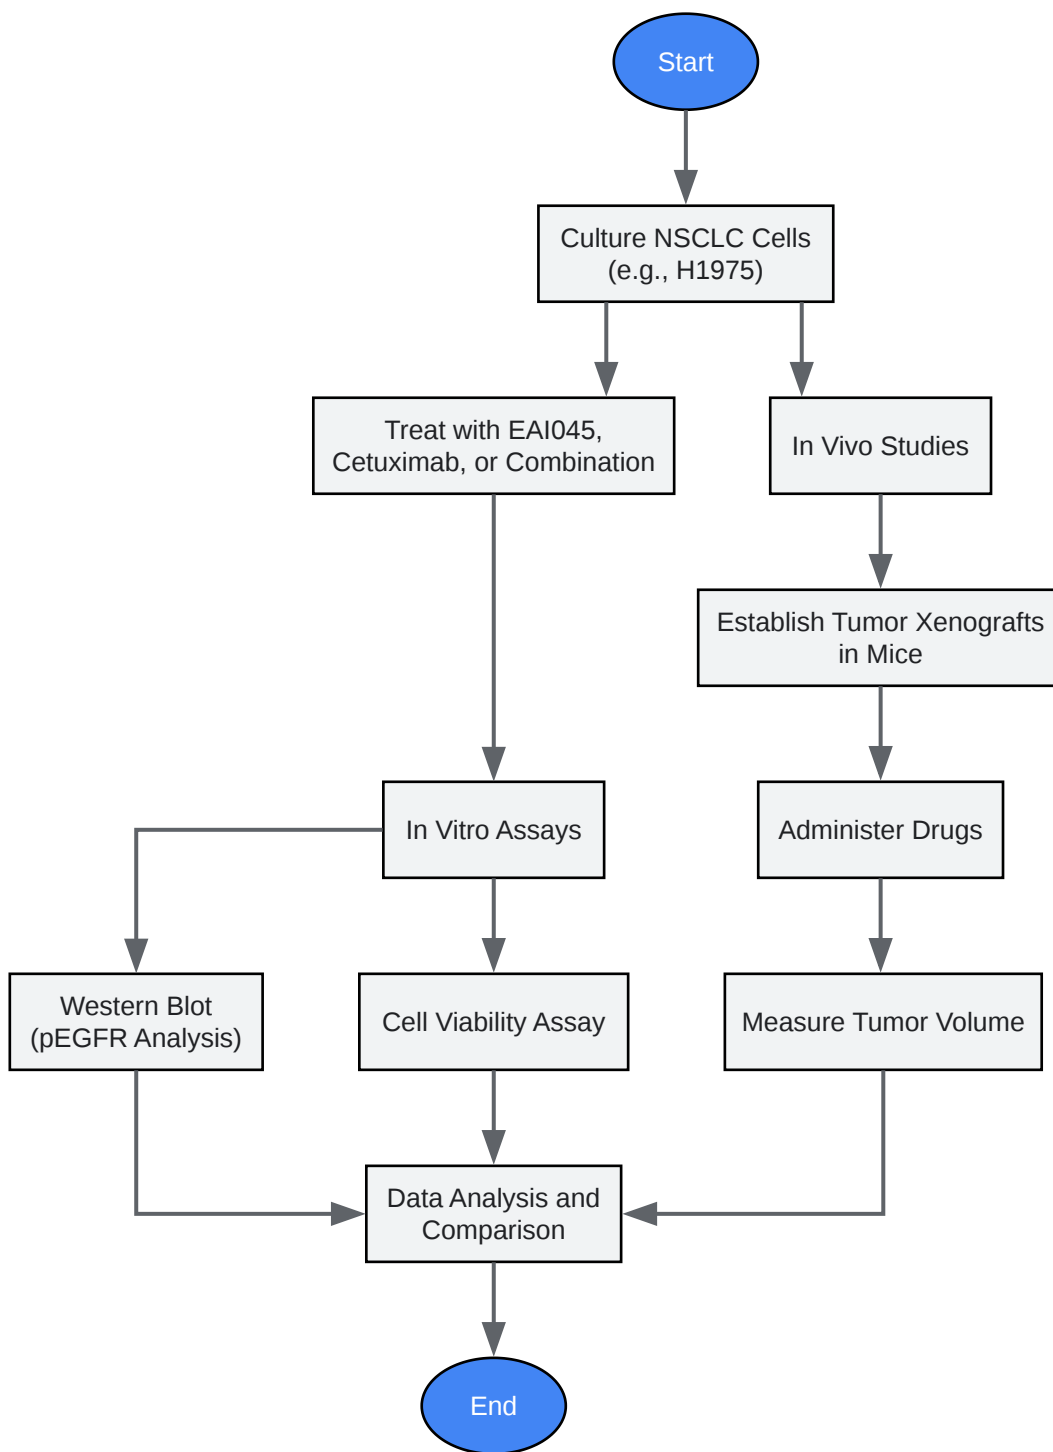 Start
Culture NSCLC Cells
(e.g., H1975)
Treat with EAI045,
Cetuximab, or Combination
In Vivo Studies
Establish Tumor Xenografts
in Mice
In Vitro Assays
Administer Drugs
Western Blot
(pEGFR Analysis)
Cell Viability Assay
Measure Tumor Volume
Data Analysis and
Comparison
End